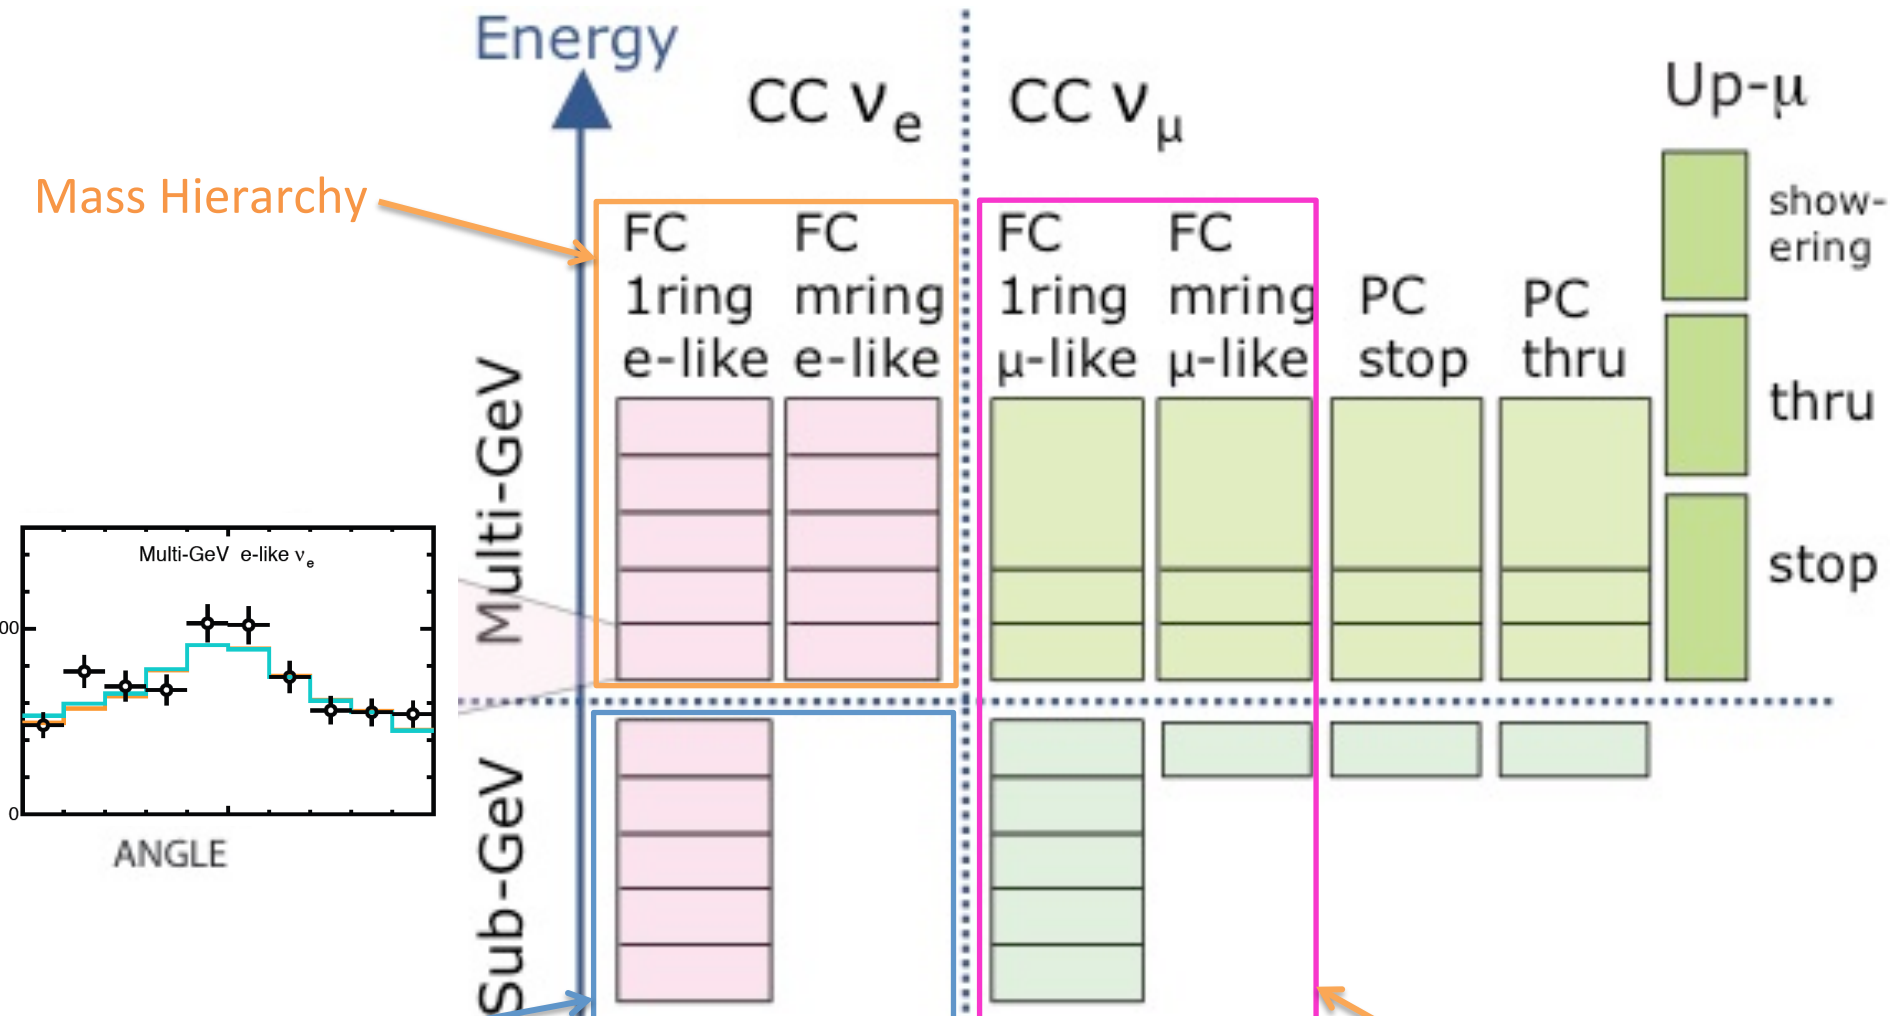 Energy
CC νe
CC νμ
Up-μ
Mass Hierarchy
FC
1ring
e-like
FC
mring
e-like
FC
1ring
μ-like
FC
mring
μ-like
PC
stop
PC
thru
show-
ering
thru
stop
Multi-GeV
Sub-GeV
Multi-GeV e-like νe
00
0
ANGLE